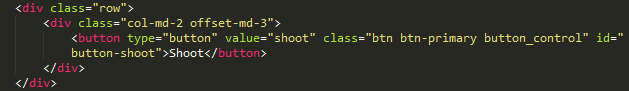 <div class="row">
<div class="col-md-2 offset-md-3">
<button type="button" value="shoot" class="btn btn-primary button_control" id="
button-shoot">Shoot</button>
</div>
</div>